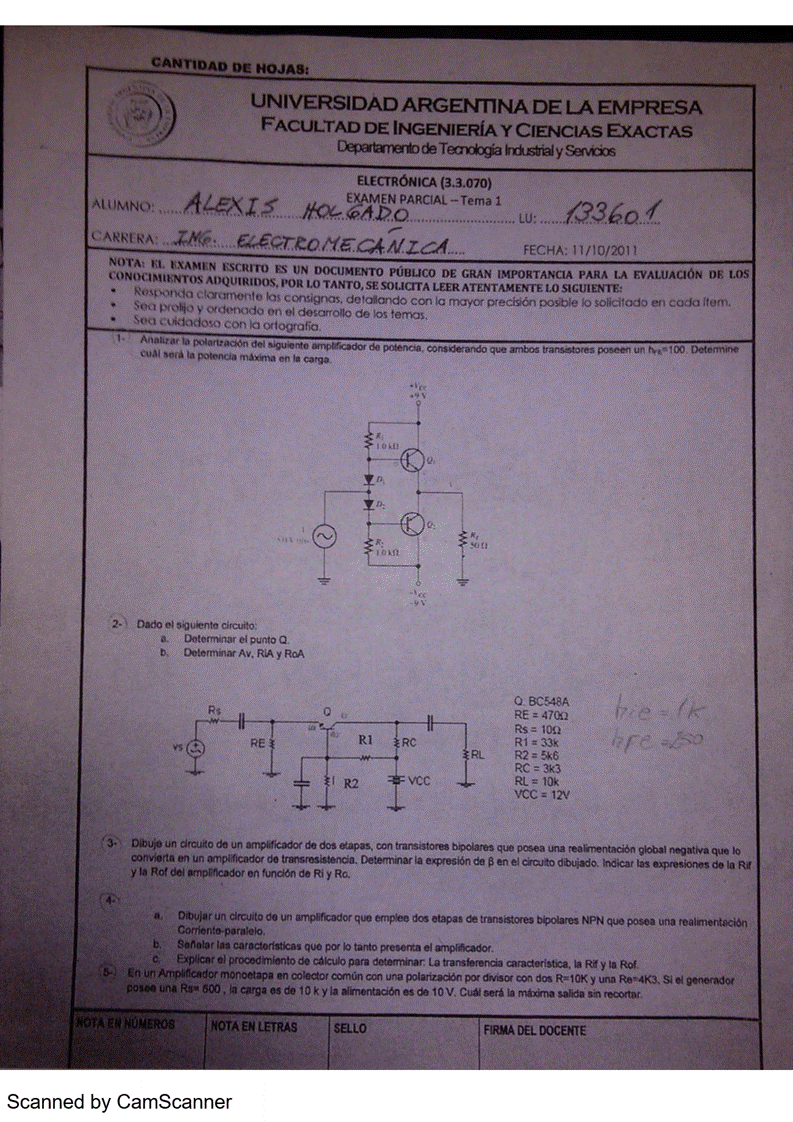 CANTIDAD DE HOJAS:
UNIVERSIDAD ARGENTINA DE LA EMPRESA
FACULTAD DE INGENIERÍA Y CIENCIAS EXACTAS
Departamento de Tecnología Industrial y Servicios
ELECTRÓNICA (3.3.070)
EXAMEN PARCIAL – Tema 1
ALUMNO: ALEXIS HOLGADO LU: 133601
CARRERA: ING. ELECTROMECÁNICA FECHA: 11/10/2011
NOTA: EL EXAMEN ESCRITO ES UN DOCUMENTO PÚBLICO DE GRAN IMPORTANCIA PARA LA EVALUACIÓN DE LOS
CONOCIMIENTOS ADQUIRIDOS, POR LO TANTO, SE SOLICITA LEER ATENTAMENTE LO SIGUIENTE:
• Responda claramente las consignas, detallando con la mayor precisión posible lo solicitado en cada ítem.
• Sea prolijo y ordenado en el desarrollo de los temas.
• Sea cuidadoso con la ortografía.
1- Analizar la polarización del siguiente amplificador de potencia, considerando que ambos transistores poseen un hFE=100. Determine
cuál será la potencia máxima en la carga.
+VCC
+9 V
R1
1.0 kΩ
Q1
D1
D2
Q2
R2
1.0 kΩ
50 Ω
-VCC
-9 V
2- Dado el siguiente circuito:
a. Determinar el punto Q.
b. Determinar Av, RiA y RoA
Rs
Q
vs
RE
R1
RC
RL
R2
VCC
Q: BC548A
RE = 470Ω
Rs = 10Ω
R1 = 33k
R2 = 5k6
RC = 3k3
RL = 10k
VCC = 12V
hie = 1k
hfe = 250
3- Dibuje un circuito de un amplificador de dos etapas, con transistores bipolares que posea una realimentación global negativa que lo
convierta en un amplificador de transresistencia. Determinar la expresión de β en el circuito dibujado. Indicar las expresiones de la Rif
y la Rof del amplificador en función de Ri y Ro.
4-
a. Dibujar un circuito de un amplificador que emplee dos etapas de transistores bipolares NPN que posea una realimentación
Corriente-paralelo.
b. Señalar las características que por lo tanto presenta el amplificador.
c. Explicar el procedimiento de cálculo para determinar: La transferencia característica, la Rif y la Rof.
5- En un Amplificador monoetapa en colector común con una polarización por divisor con dos R=10K y una Re=4K3, Si el generador
posee una Rs= 600 , la carga es de 10 k y la alimentación es de 10 V. Cuál será la máxima salida sin recortar.
NOTA EN NÚMEROS
NOTA EN LETRAS
SELLO
FIRMA DEL DOCENTE
Scanned by CamScanner